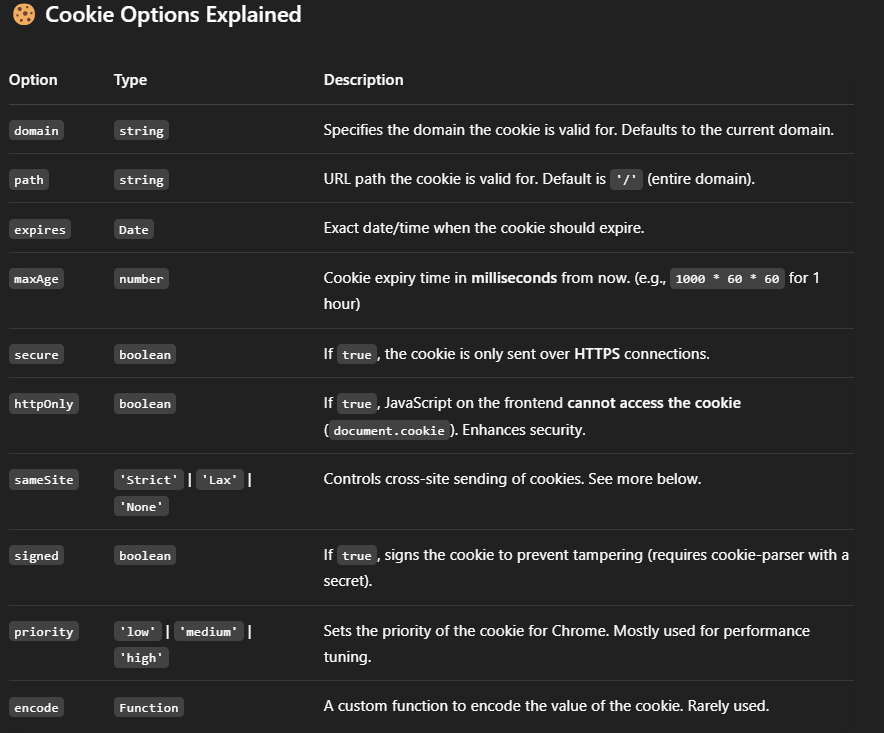 🍪 Cookie Options Explained
Option Type Description
domain string Specifies the domain the cookie is valid for. Defaults to the current domain.
path string URL path the cookie is valid for. Default is '/' (entire domain).
expires Date Exact date/time when the cookie should expire.
maxAge number Cookie expiry time in milliseconds from now. (e.g., 1000 * 60 * 60 for 1
hour)
secure boolean If true, the cookie is only sent over HTTPS connections.
httpOnly boolean If true, JavaScript on the frontend cannot access the cookie
(document.cookie). Enhances security.
sameSite 'Strict' | 'Lax' | Controls cross-site sending of cookies. See more below.
'None'
signed boolean If true, signs the cookie to prevent tampering (requires cookie-parser with a
secret).
priority 'low' | 'medium' | Sets the priority of the cookie for Chrome. Mostly used for performance
'high' tuning.
encode Function A custom function to encode the value of the cookie. Rarely used.